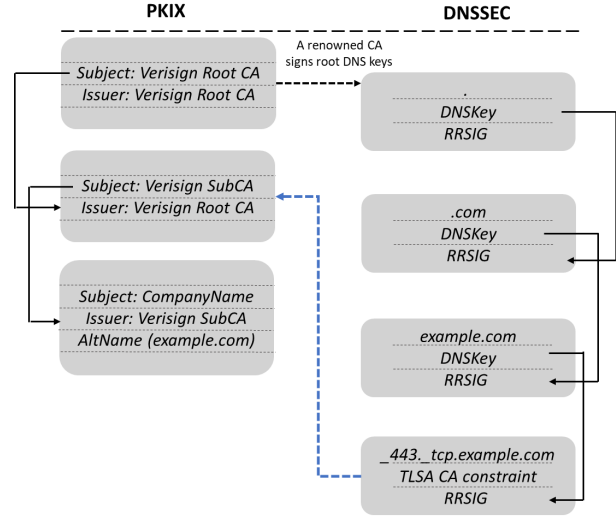 PKIX
DNSSEC
A renowned CA
signs root DNS keys
Subject: Verisign Root CA
Issuer: Verisign Root CA
.
DNSKey
RRSIG
Subject: Verisign SubCA
Issuer: Verisign Root CA
.com
DNSKey
RRSIG
Subject: CompanyName
Issuer: Verisign SubCA
AltName (example.com)
example.com
DNSKey
RRSIG
_443._tcp.example.com
TLSA CA constraint
RRSIG